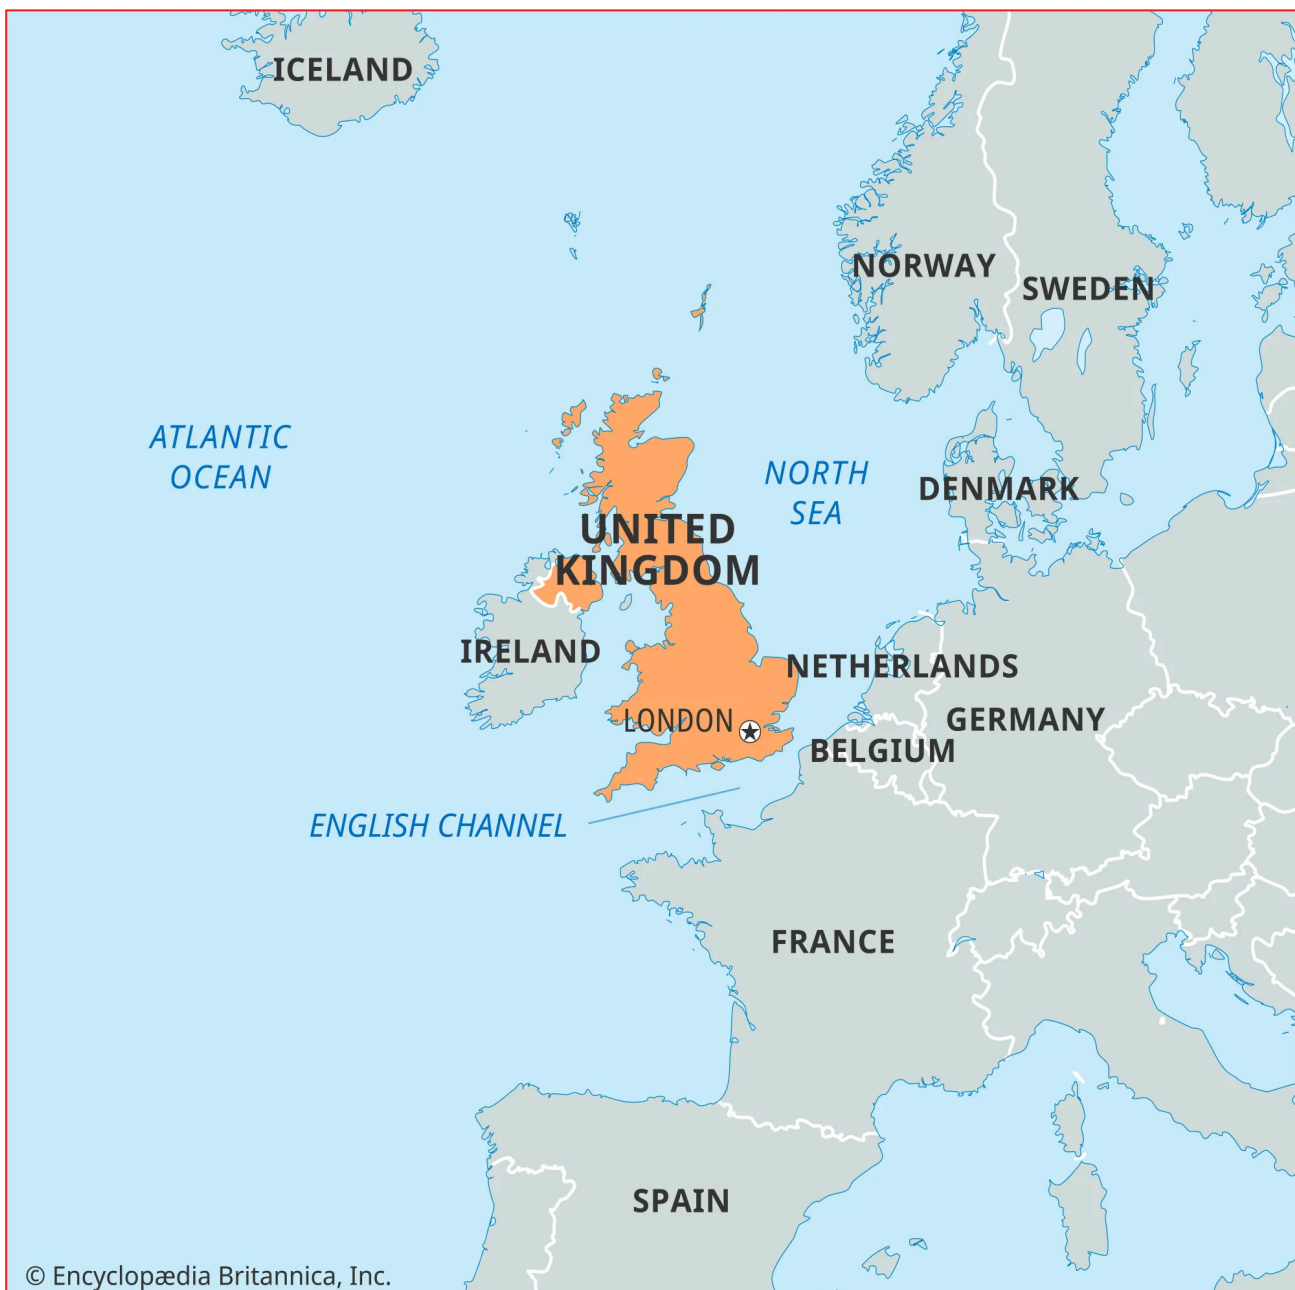 ICELAND
NORWAY
SWEDEN
ATLANTIC
OCEAN
NORTH
SEA
DENMARK
UNITED
KINGDOM
IRELAND
NETHERLANDS
LONDON
GERMANY
BELGIUM
ENGLISH CHANNEL
FRANCE
SPAIN
© Encyclopædia Britannica, Inc.